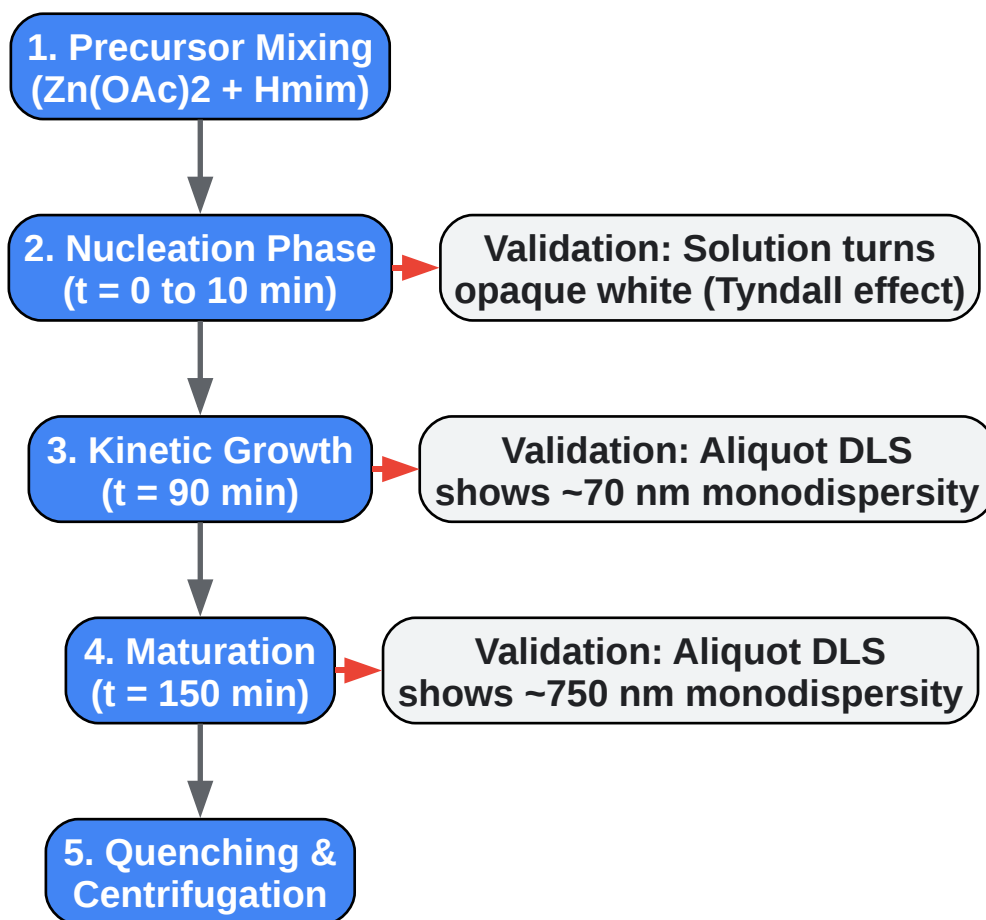 1. Precursor Mixing
(Zn(OAc)2 + Hmim)
2. Nucleation Phase
(t = 0 to 10 min)
Validation: Solution turns
opaque white (Tyndall effect)
3. Kinetic Growth
(t = 90 min)
Validation: Aliquot DLS
shows ~70 nm monodispersity
4. Maturation
(t = 150 min)
Validation: Aliquot DLS
shows ~750 nm monodispersity
5. Quenching &
Centrifugation